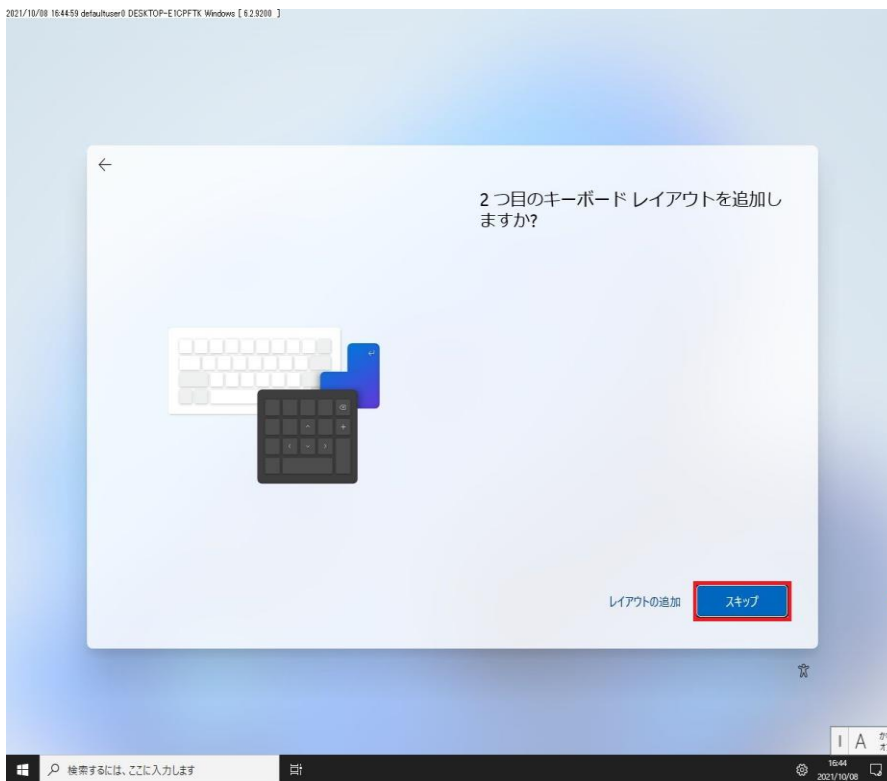 2021/10/08 16:44:59 defaultuser0 DESKTOP-E1CPFTK Windows [ 6.2.9200 ]
2 つ目のキーボード レイアウトを追加し
ますか?
レイアウトの追加
スキップ
A
検索するには、ここに入力します
16:44
2021/10/08